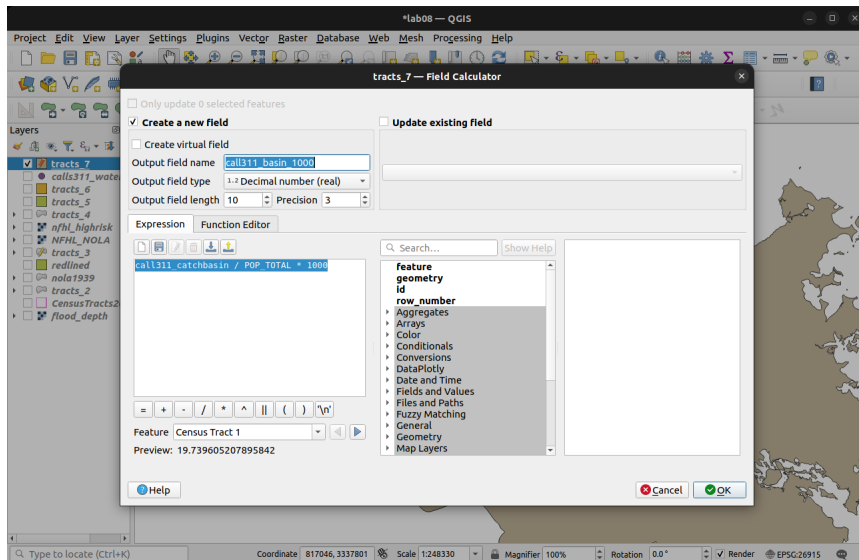 *lab08 — QGIS
Project Edit View Layer Settings Plugins Vector Raster Database Web Mesh Processing Help
tracts_7 — Field Calculator
Only update 0 selected features
Create a new field
Update existing field
Create virtual field
Output field name call311_basin_1000
Output field type 1.2 Decimal number (real)
Output field length 10 Precision 3
Expression Function Editor
Search... Show Help
call311_catchbasin / POP_TOTAL * 1000
feature
geometry
id
row_number
Aggregates
Arrays
Color
Conditionals
Conversions
DataPlotly
Date and Time
Fields and Values
Files and Paths
Fuzzy Matching
General
Geometry
Map Layers
= + - / * ^ || ( ) '\n'
Feature Census Tract 1
Preview: 19.739605207895842
Help
Cancel OK
Layers
tracts_7
calls311_wate
tracts_6
tracts_5
tracts_4
nfhl_highrisk
NFHL_NOLA
tracts_3
redlined
nola1939
tracts_2
CensusTracts2
flood_depth
Type to locate (Ctrl+K) Coordinate 817046, 3337801 Scale 1:248330 Magnifier 100% Rotation 0.0° Render EPSG:26915